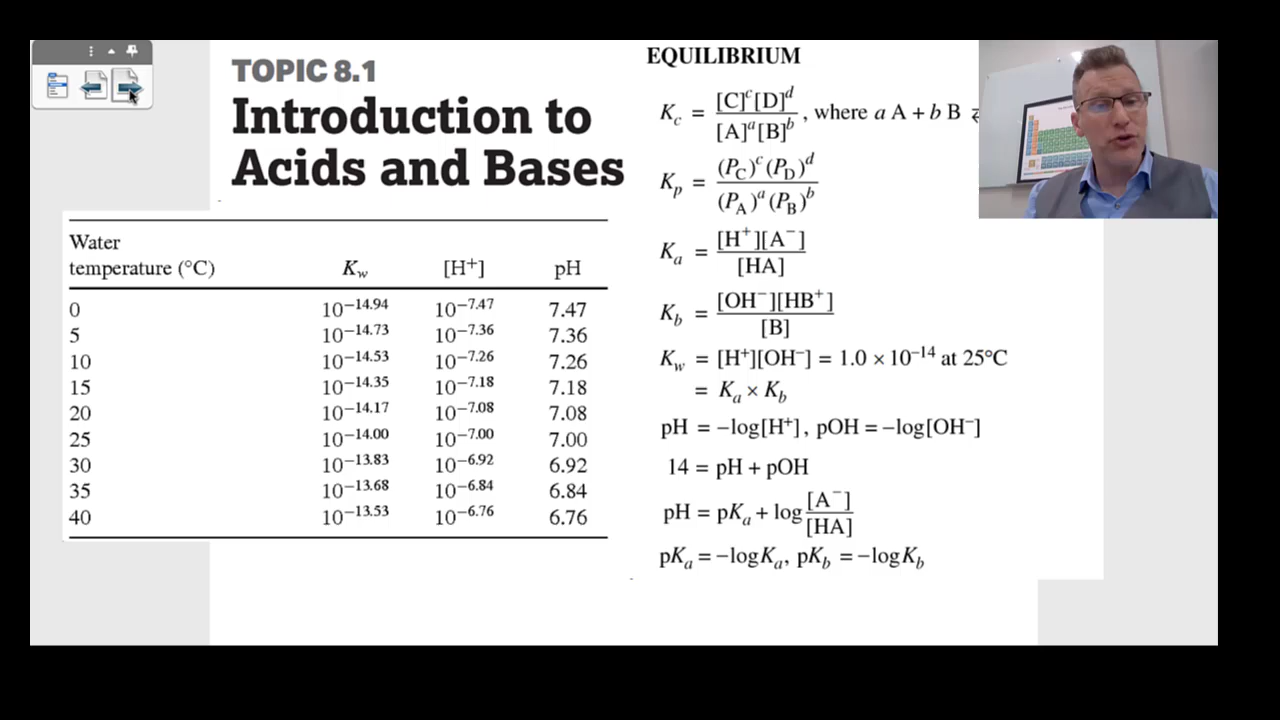 TOPIC 8.1
Introduction to
Acids and Bases
Water
temperature (°C) K_w [H⁺] pH
0 10^−14.94 10^−7.47 7.47
5 10^−14.73 10^−7.36 7.36
10 10^−14.53 10^−7.26 7.26
15 10^−14.35 10^−7.18 7.18
20 10^−14.17 10^−7.08 7.08
25 10^−14.00 10^−7.00 7.00
30 10^−13.83 10^−6.92 6.92
35 10^−13.68 10^−6.84 6.84
40 10^−13.53 10^−6.76 6.76
EQUILIBRIUM
K_c = [C]^c[D]^d / [A]^a[B]^b , where a A + b B
K_p = (P_C)^c (P_D)^d / (P_A)^a (P_B)^b
K_a = [H⁺][A⁻] / [HA]
K_b = [OH⁻][HB⁺] / [B]
K_w = [H⁺][OH⁻] = 1.0 × 10^−14 at 25°C
= K_a × K_b
pH = −log[H⁺], pOH = −log[OH⁻]
14 = pH + pOH
pH = pK_a + log [A⁻] / [HA]
pK_a = −logK_a, pK_b = −logK_b